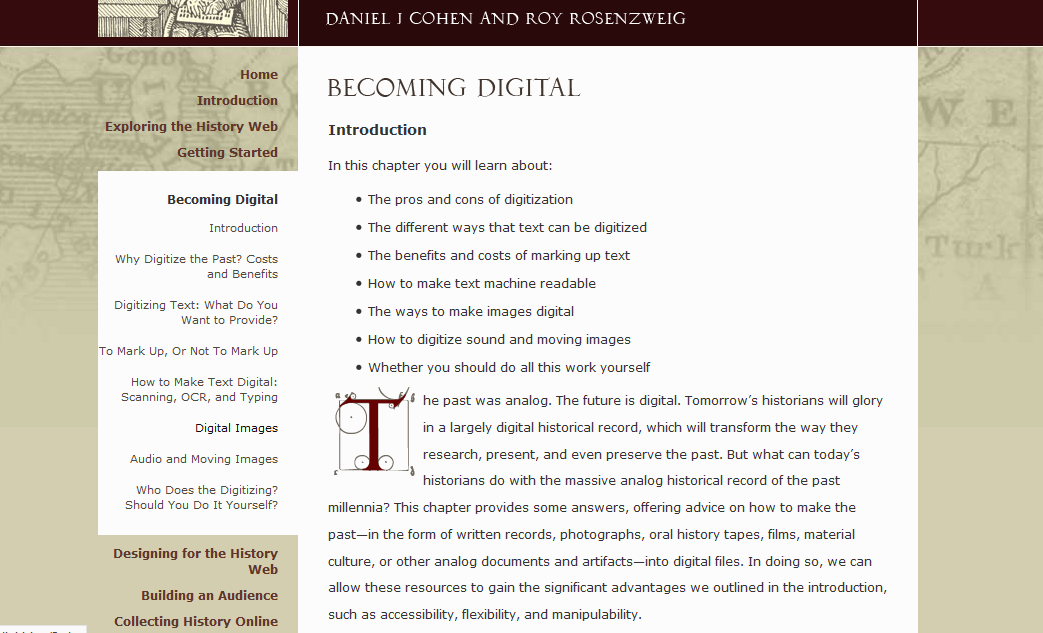 DANIEL J COHEN AND ROY ROSENZWEIG
Home
Introduction
Exploring the History Web
Getting Started
Becoming Digital
Introduction
Why Digitize the Past? Costs
and Benefits
Digitizing Text: What Do You
Want to Provide?
To Mark Up, Or Not To Mark Up
How to Make Text Digital:
Scanning, OCR, and Typing
Digital Images
Audio and Moving Images
Who Does the Digitizing?
Should You Do It Yourself?
Designing for the History
Web
Building an Audience
Collecting History Online
BECOMING DIGITAL
Introduction
In this chapter you will learn about:
• The pros and cons of digitization
• The different ways that text can be digitized
• The benefits and costs of marking up text
• How to make text machine readable
• The ways to make images digital
• How to digitize sound and moving images
• Whether you should do all this work yourself
The past was analog. The future is digital. Tomorrow’s historians will glory
in a largely digital historical record, which will transform the way they
research, present, and even preserve the past. But what can today’s
historians do with the massive analog historical record of the past
millennia? This chapter provides some answers, offering advice on how to make the
past—in the form of written records, photographs, oral history tapes, films, material
culture, or other analog documents and artifacts—into digital files. In doing so, we can
allow these resources to gain the significant advantages we outlined in the introduction,
such as accessibility, flexibility, and manipulability.
Genoa
Corsica
WE
Turk
A